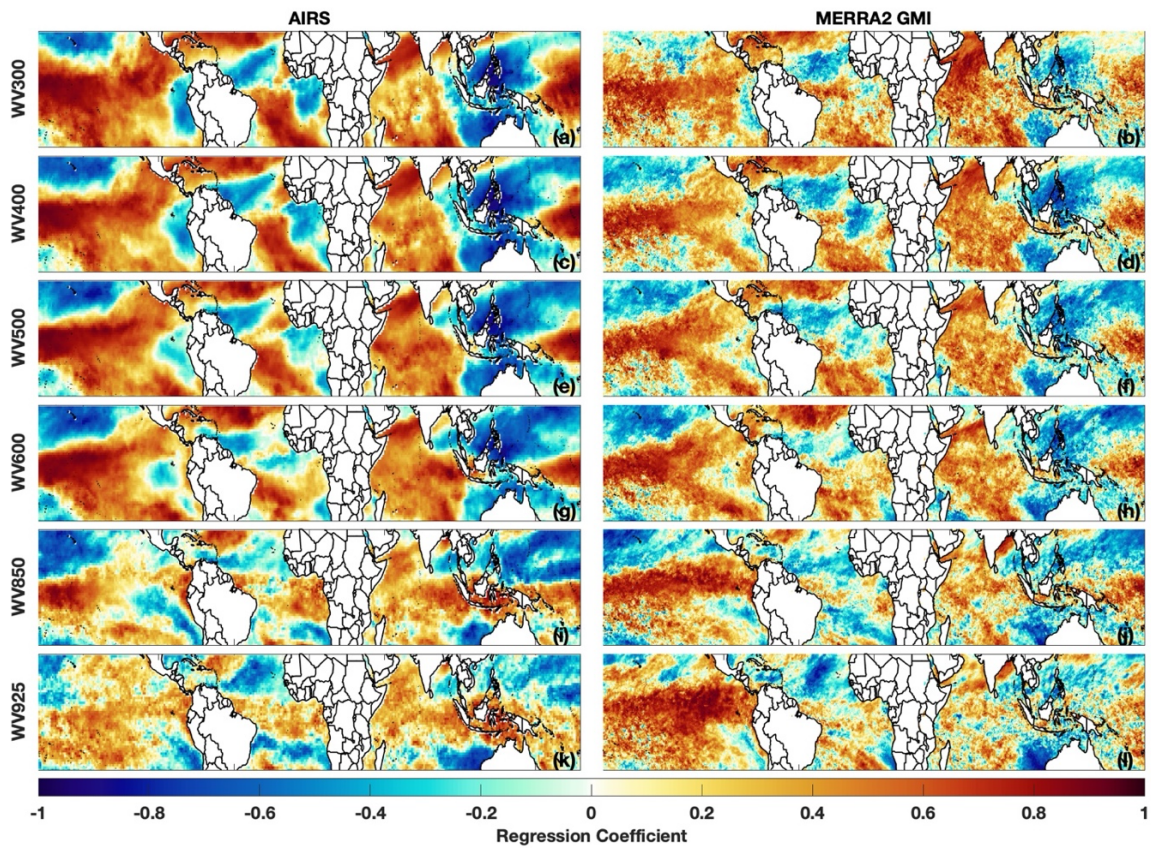 AIRS MERRA2 GMI
WV300 (a) (b)
WV400 (c) (d)
WV500 (e) (f)
WV600 (g) (h)
WV850 (i) (j)
WV925 (k) (l)
-1 -0.8 -0.6 -0.4 -0.2 0 0.2 0.4 0.6 0.8 1
Regression Coefficient